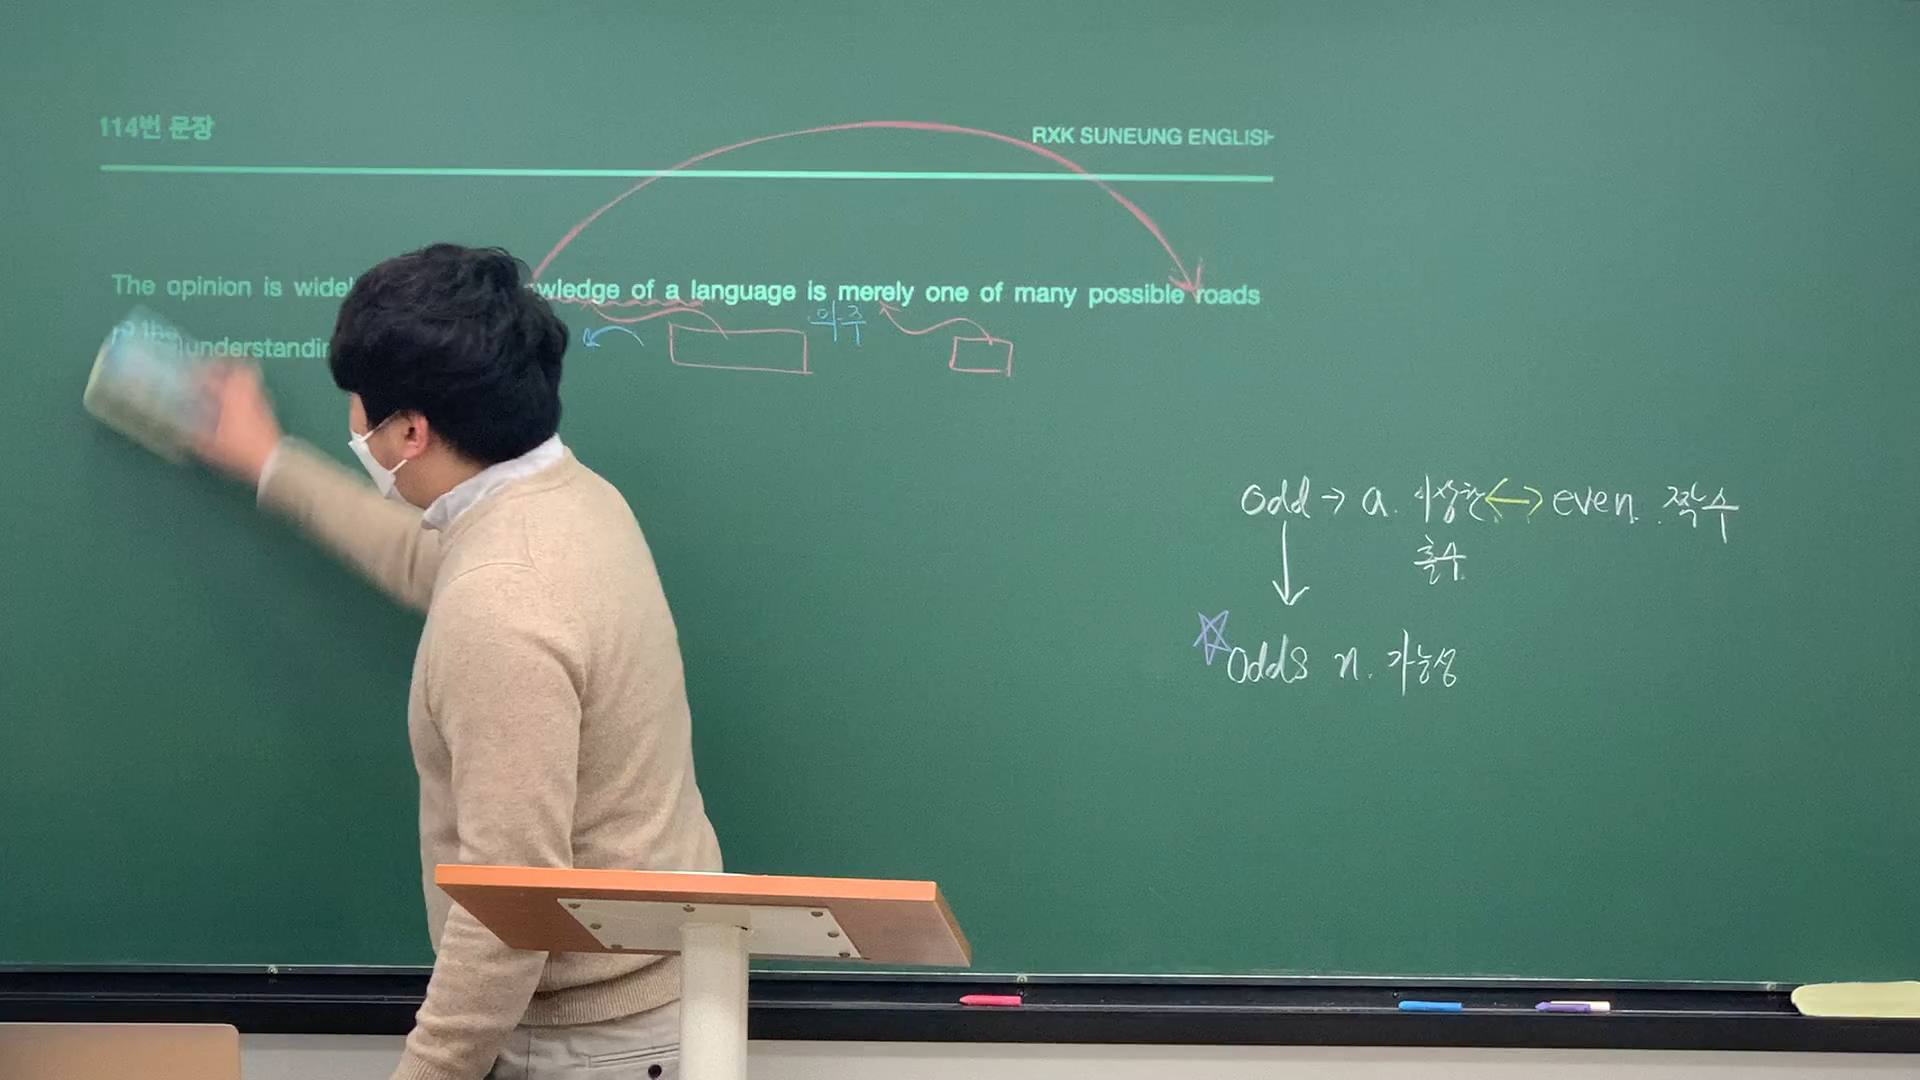 114번 문장
RXK SUNEUNG ENGLISH
The opinion is widel wledge of a language is merely one of many possible roads
the understandin
이주
odd → a. 이상한 ↔ even. 짝수
홀수
☆ odds n. 가능성